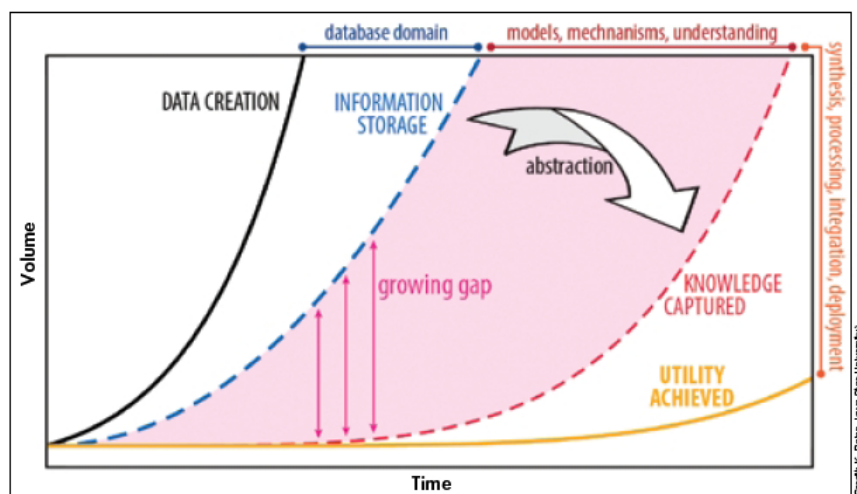 database domain
models, mechnanisms, understanding
DATA CREATION
INFORMATION
STORAGE
abstraction
growing gap
KNOWLEDGE
CAPTURED
UTILITY
ACHIEVED
synthesis, processing, integration, deployment
Volume
Time